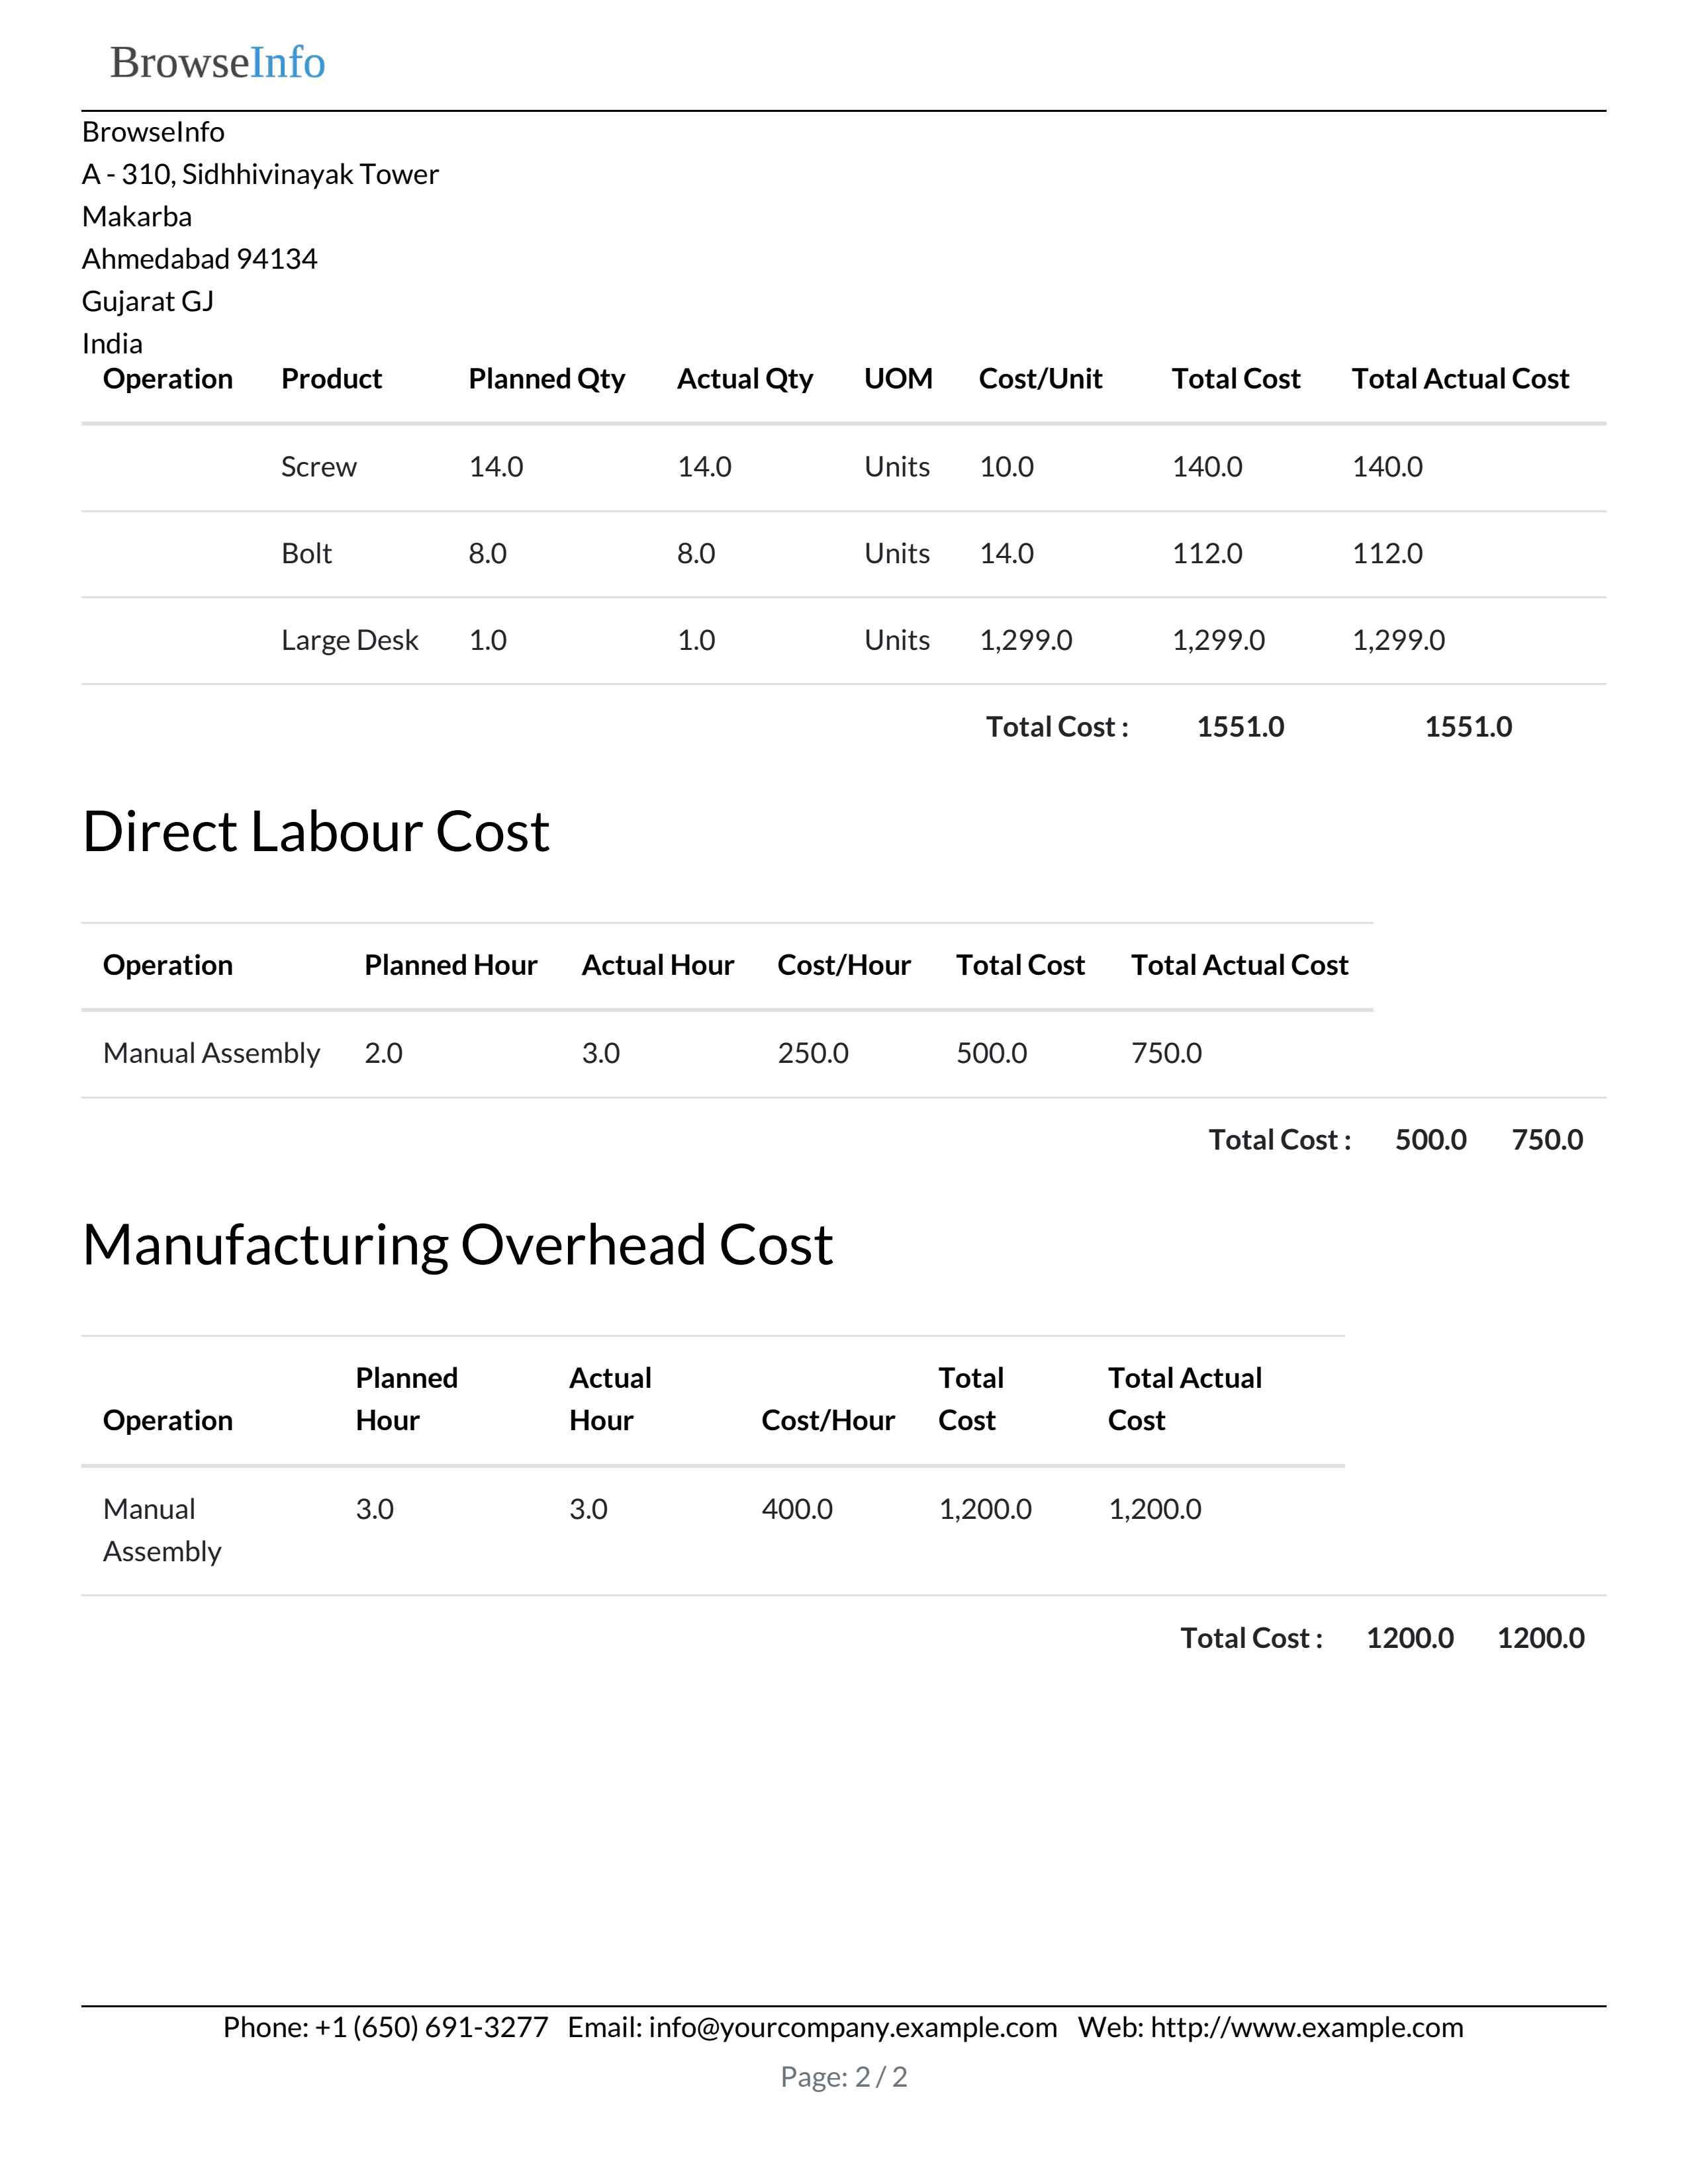 BrowseInfo
BrowseInfo
A - 310, Sidhhivinayak Tower
Makarba
Ahmedabad 94134
Gujarat GJ
India
Operation Product Planned Qty Actual Qty UOM Cost/Unit Total Cost Total Actual Cost
Screw 14.0 14.0 Units 10.0 140.0 140.0
Bolt 8.0 8.0 Units 14.0 112.0 112.0
Large Desk 1.0 1.0 Units 1,299.0 1,299.0 1,299.0
Total Cost : 1551.0 1551.0
Direct Labour Cost
Operation Planned Hour Actual Hour Cost/Hour Total Cost Total Actual Cost
Manual Assembly 2.0 3.0 250.0 500.0 750.0
Total Cost : 500.0 750.0
Manufacturing Overhead Cost
Planned Actual Total Total Actual
Operation Hour Hour Cost/Hour Cost Cost
Manual 3.0 3.0 400.0 1,200.0 1,200.0
Assembly
Total Cost : 1200.0 1200.0
Phone: +1 (650) 691-3277 Email: info@yourcompany.example.com Web: http://www.example.com
Page: 2 / 2